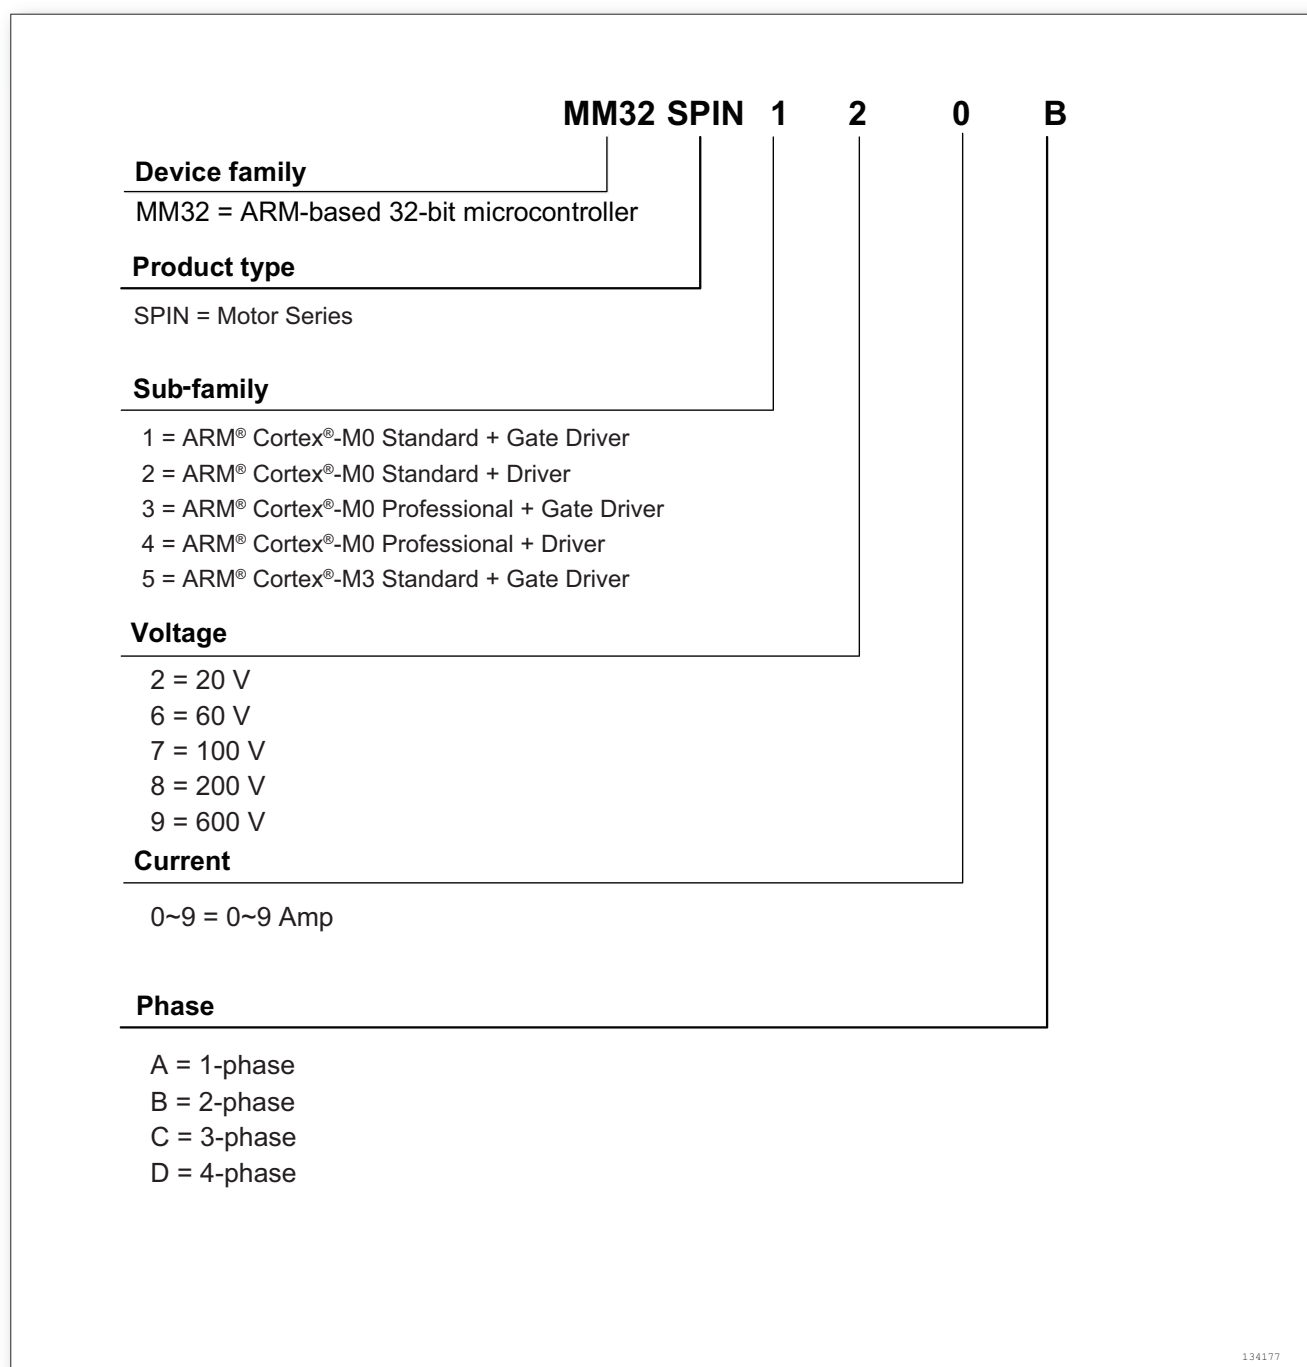 MM32 SPIN 1 2 0 B
Device family
MM32 = ARM-based 32-bit microcontroller
Product type
SPIN = Motor Series
Sub-family
1 = ARM® Cortex®-M0 Standard + Gate Driver
2 = ARM® Cortex®-M0 Standard + Driver
3 = ARM® Cortex®-M0 Professional + Gate Driver
4 = ARM® Cortex®-M0 Professional + Driver
5 = ARM® Cortex®-M3 Standard + Gate Driver
Voltage
2 = 20 V
6 = 60 V
7 = 100 V
8 = 200 V
9 = 600 V
Current
0~9 = 0~9 Amp
Phase
A = 1-phase
B = 2-phase
C = 3-phase
D = 4-phase
134177